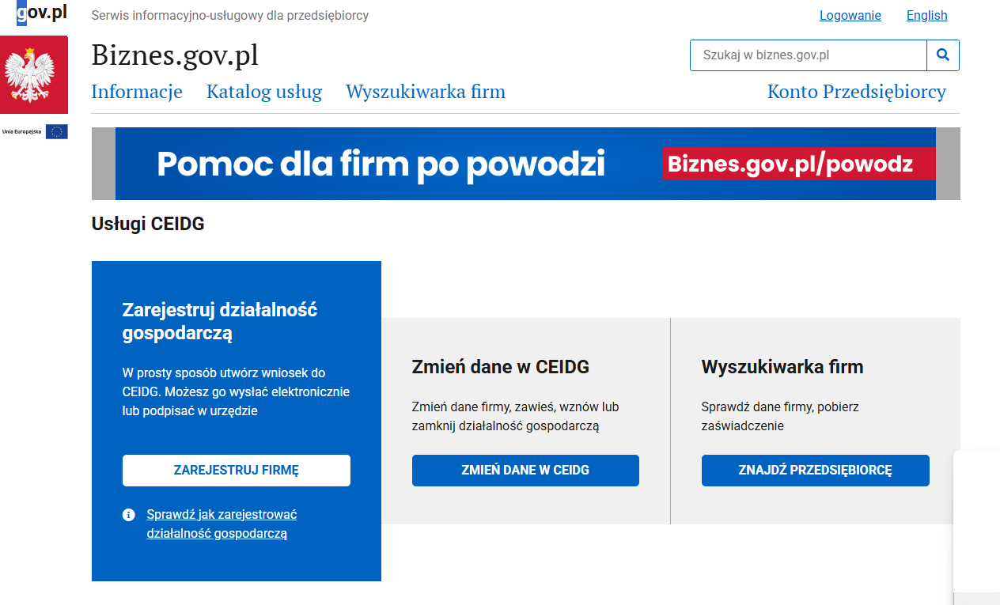 gov.pl
Serwis informacyjno-usługowy dla przedsiębiorcy
Logowanie
English
Biznes.gov.pl
Szukaj w biznes.gov.pl
Informacje
Katalog usług
Wyszukiwarka firm
Konto Przedsiębiorcy
Unia Europejska
Pomoc dla firm po powodzi
Biznes.gov.pl/powodz
Usługi CEIDG
Zarejestruj działalność
gospodarczą
W prosty sposób utwórz wniosek do
CEIDG. Możesz go wysłać elektronicznie
lub podpisać w urzędzie
ZAREJESTRUJ FIRMĘ
Sprawdź jak zarejestrować
działalność gospodarczą
Zmień dane w CEIDG
Zmień dane firmy, zawieś, wznów lub
zamknij działalność gospodarczą
ZMIEŃ DANE W CEIDG
Wyszukiwarka firm
Sprawdź dane firmy, pobierz
zaświadczenie
ZNAJDŹ PRZEDSIĘBIORCĘ